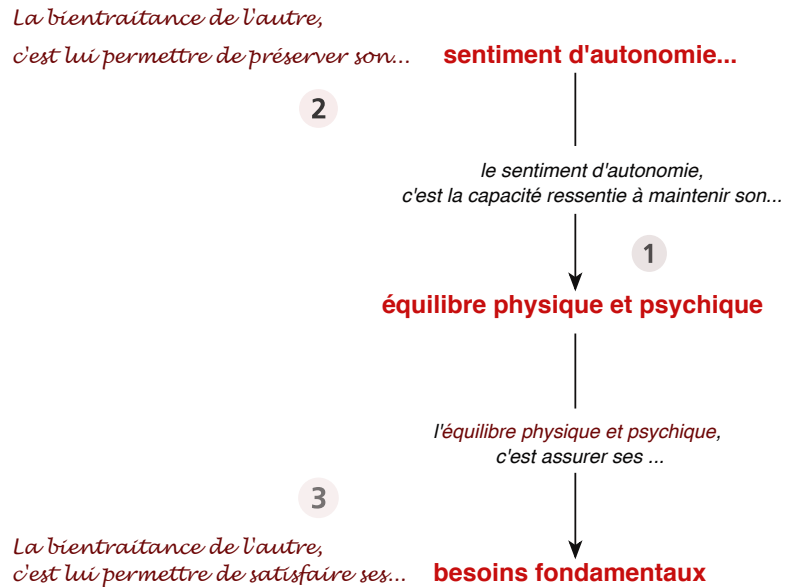 La bientraitance de l'autre,
c'est lui permettre de préserver son... sentiment d'autonomie...
2
le sentiment d'autonomie,
c'est la capacité ressentie à maintenir son...
1
équilibre physique et psychique
l'équilibre physique et psychique,
c'est assurer ses ...
3
La bientraitance de l'autre,
c'est lui permettre de satisfaire ses... besoins fondamentaux